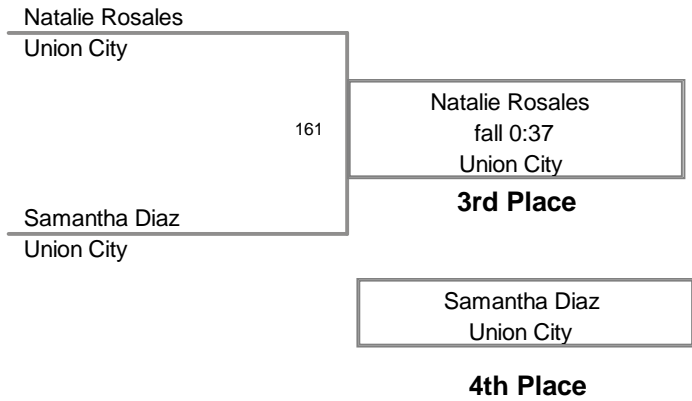 Natalie Rosales
Union City
161
Natalie Rosales
fall 0:37
Union City
3rd Place
Samantha Diaz
Union City
Samantha Diaz
Union City
4th Place